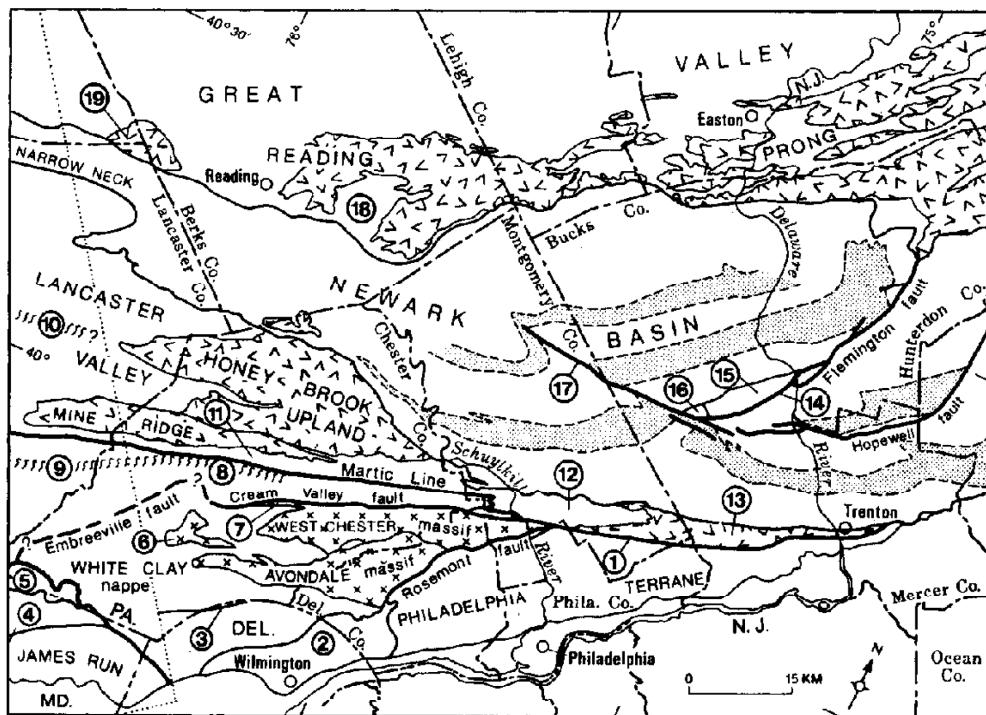 40° 30'
76°
75°
GREAT
VALLEY
Lehigh Co.
N.J.
Easton
19
READING
PRONG
NARROW NECK
Reading
18
Berks Co.
Lancaster Co.
Montgomery Co.
Bucks Co.
Delaware River
NEWARK
BASIN
LANCASTER
VALLEY
10
?
40°
HONEY BROOK
UPLAND
Chester Co.
17
16
15
14
Flemington fault
Hunterdon Co.
Hopewell fault
MINE RIDGE
11
9
8
Martic Line
Schuylkill River
12
13
Trenton
?
Embreeville fault
Cream Valley fault
7
WEST CHESTER massif
6
AVONDALE massif
Rosemont fault
1
TERRANE
WHITE CLAY
nappe
?
5
4
PA.
3
DEL.
Del. Co.
2
PHILADELPHIA
Phila. Co.
Mercer Co.
N. J.
Wilmington
Philadelphia
JAMES RUN
MD.
0 15 KM
N
Ocean
Co.